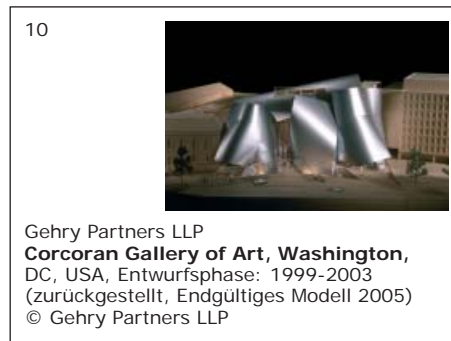 10
Gehry Partners LLP
Corcoran Gallery of Art, Washington,
DC, USA, Entwurfsphase: 1999-2003
(zurückgestellt, Endgültiges Modell 2005)
© Gehry Partners LLP